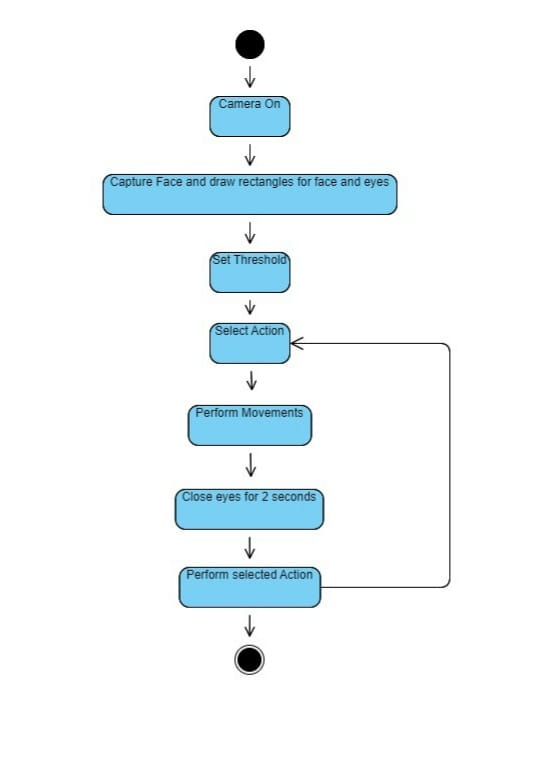 Camera On
Capture Face and draw rectangles for face and eyes
Set Threshold
Select Action
Perform Movements
Close eyes for 2 seconds
Perform selected Action